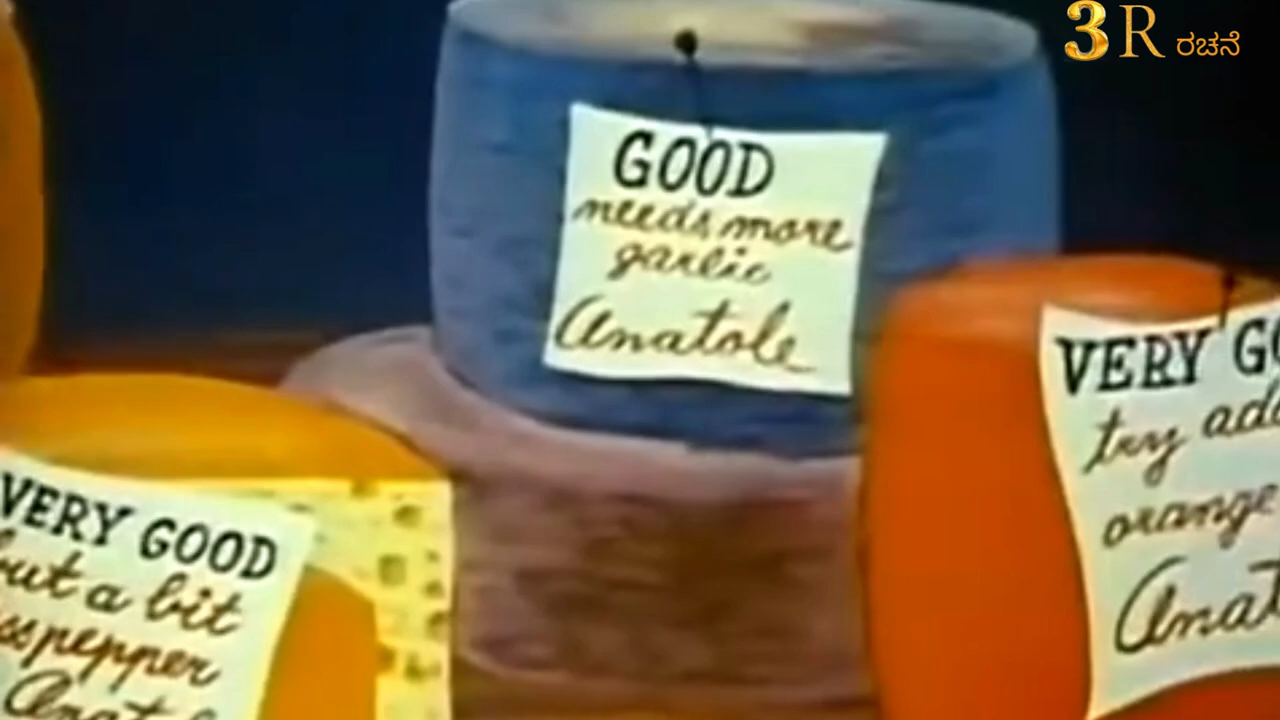 3R ರಚನೆ
GOOD
needs more
garlic
Anatole
VERY
try
orange
VERY GOOD
but a bit
pepper